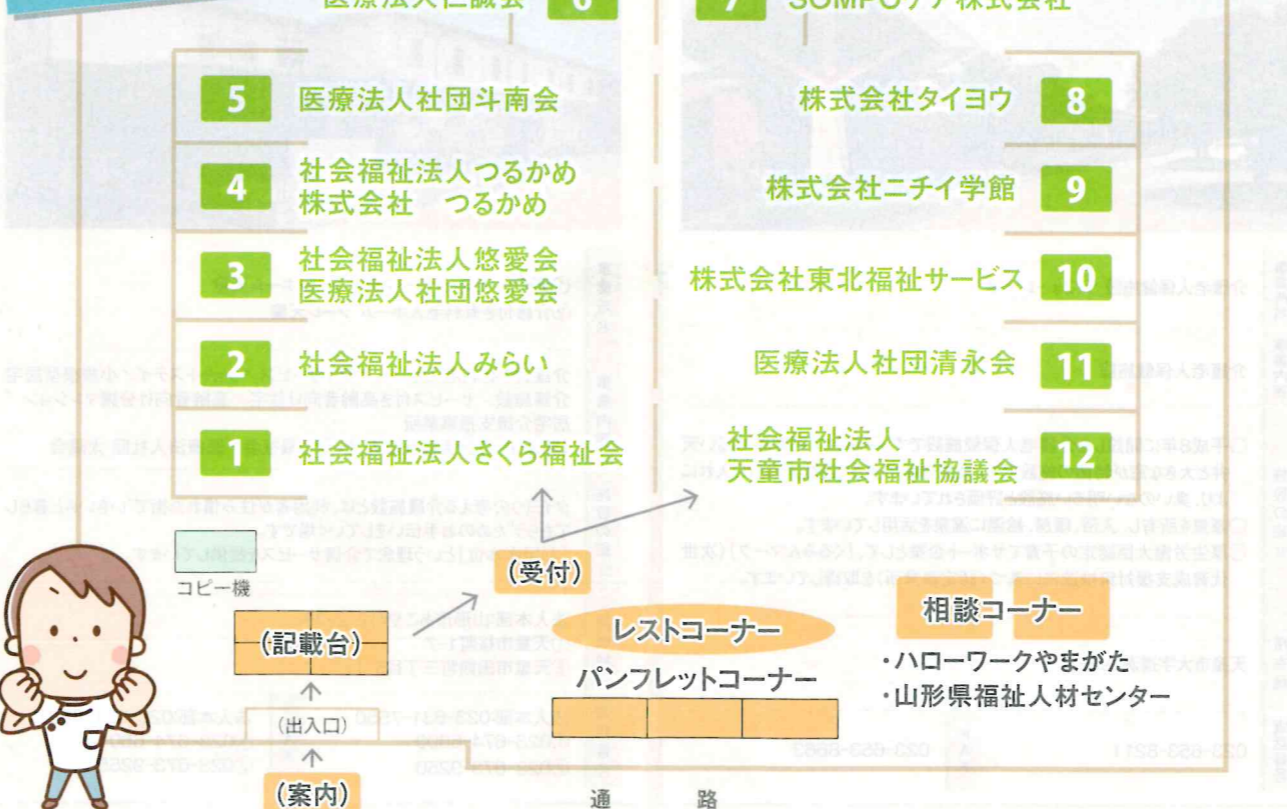 医療法人仁誠会 6
7 SOMPOケア株式会社
5 医療法人社団斗南会
4 社会福祉法人つるかめ
株式会社 つるかめ
3 社会福祉法人悠愛会
医療法人社団悠愛会
2 社会福祉法人みらい
1 社会福祉法人さくら福祉会
株式会社タイヨウ 8
株式会社ニチイ学館 9
株式会社東北福祉サービス 10
医療法人社団清永会 11
社会福祉法人
天童市社会福祉協議会 12
コピー機
(受付)
(記載台)
レストコーナー
パンフレットコーナー
相談コーナー
・ハローワークやまがた
・山形県福祉人材センター
(出入口)
(案内)
通 路